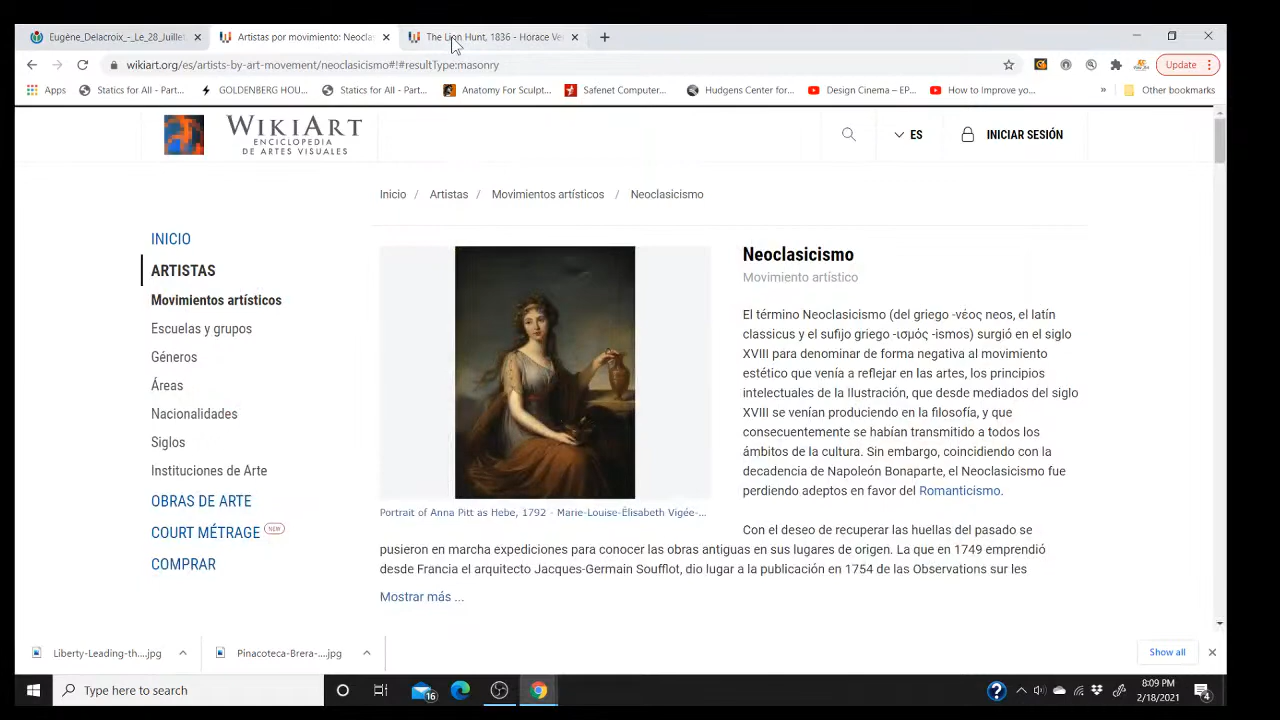 Eugène_Delacroix_-_Le_28_Juillet.
Artistas por movimiento: Neocla
The Lion Hunt, 1836 - Horace Ve
wikiart.org/es/artists-by-art-movement/neoclasicismo#!#resultType:masonry
Update
Apps
Statics for All - Part...
GOLDENBERG HOU...
Statics for All - Part...
Anatomy For Sculpt...
Safenet Computer...
Hudgens Center for...
Design Cinema – EP...
How to Improve yo...
»
Other bookmarks
WIKIART
ENCICLOPEDIA
DE ARTES VISUALES
ES
INICIAR SESIÓN
Inicio / Artistas / Movimientos artísticos / Neoclasicismo
INICIO
ARTISTAS
Movimientos artísticos
Escuelas y grupos
Géneros
Áreas
Nacionalidades
Siglos
Instituciones de Arte
OBRAS DE ARTE
COURT MÉTRAGE NEW
COMPRAR
Portrait of Anna Pitt as Hebe, 1792 - Marie-Louise-Élisabeth Vigée-...
Neoclasicismo
Movimiento artístico
El término Neoclasicismo (del griego -νέος neos, el latín
classicus y el sufijo griego -ισμός -ismos) surgió en el siglo
XVIII para denominar de forma negativa al movimiento
estético que venía a reflejar en las artes, los principios
intelectuales de la Ilustración, que desde mediados del siglo
XVIII se venían produciendo en la filosofía, y que
consecuentemente se habían transmitido a todos los
ámbitos de la cultura. Sin embargo, coincidiendo con la
decadencia de Napoleón Bonaparte, el Neoclasicismo fue
perdiendo adeptos en favor del Romanticismo.
Con el deseo de recuperar las huellas del pasado se
pusieron en marcha expediciones para conocer las obras antiguas en sus lugares de origen. La que en 1749 emprendió
desde Francia el arquitecto Jacques-Germain Soufflot, dio lugar a la publicación en 1754 de las Observations sur les
Mostrar más ...
Liberty-Leading-th....jpg
Pinacoteca-Brera-....jpg
Show all
Type here to search
16
8:09 PM
2/18/2021
4